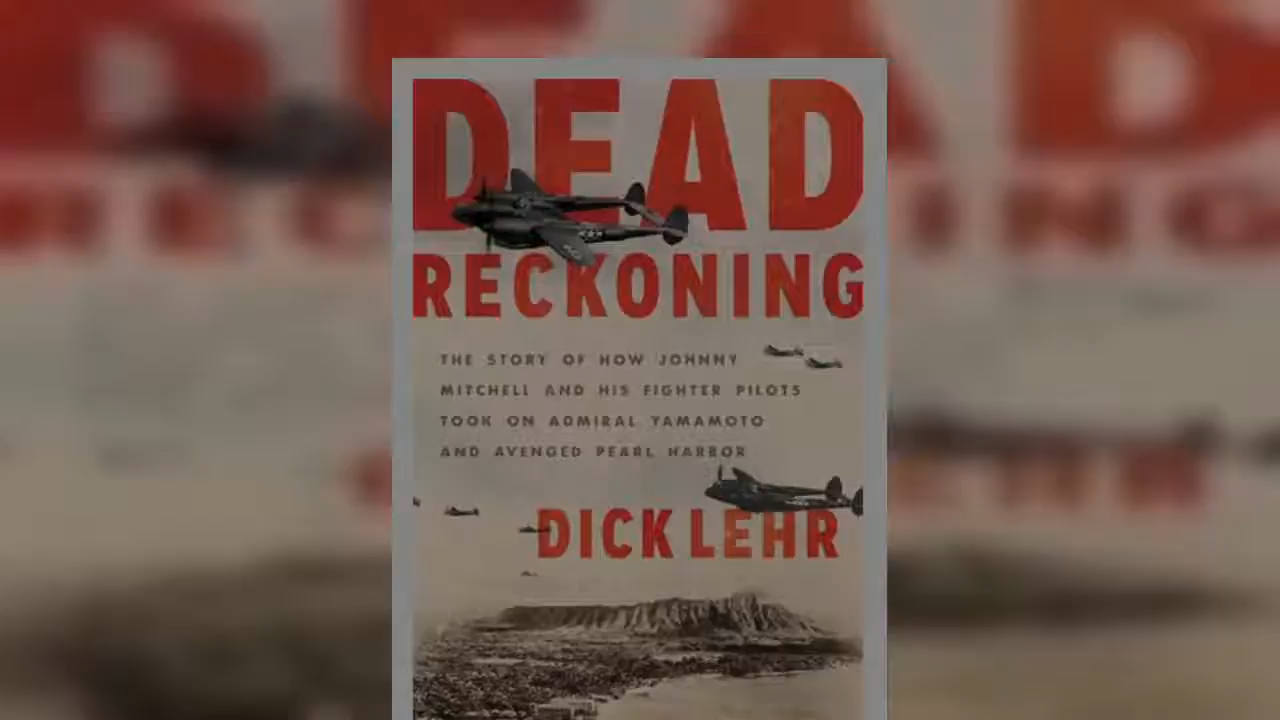 DEAD
RECKONING
THE STORY OF HOW JOHNNY
MITCHELL AND HIS FIGHTER PILOTS
TOOK ON ADMIRAL YAMAMOTO
AND AVENGED PEARL HARBOR
DICK LEHR